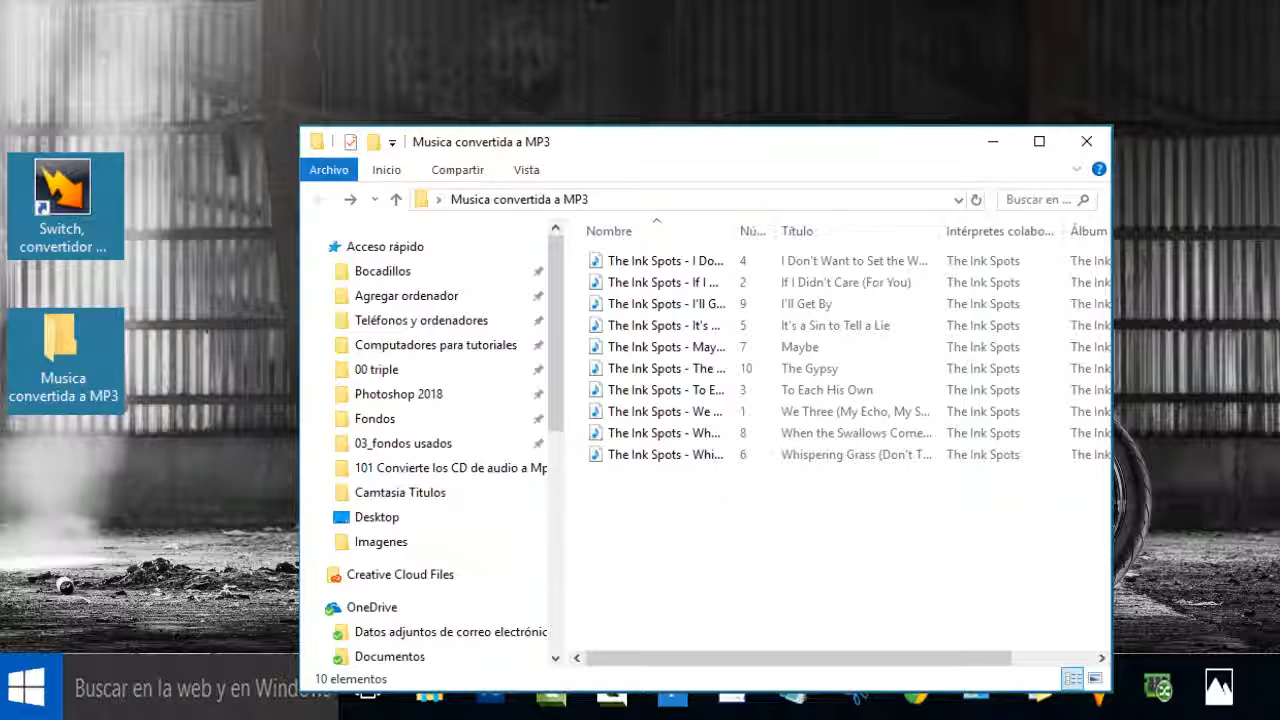 Switch,
convertidor ...
Musica
convertida a MP3
Musica convertida a MP3
Archivo Inicio Compartir Vista
Musica convertida a MP3 Buscar en ...
Nombre Nú... Título Intérpretes colabo... Álbum
Acceso rápido
Bocadillos
Agregar ordenador
Teléfonos y ordenadores
Computadores para tutoriales
00 triple
Photoshop 2018
Fondos
03_fondos usados
101 Convierte los CD de audio a Mp
Camtasia Titulos
Desktop
Imagenes
Creative Cloud Files
OneDrive
Datos adjuntos de correo electrónic
Documentos
The Ink Spots - I Do... 4 I Don't Want to Set the W... The Ink Spots The Ink
The Ink Spots - If I ... 2 If I Didn't Care (For You) The Ink Spots The Ink
The Ink Spots - I'll G... 9 I'll Get By The Ink Spots The Ink
The Ink Spots - It's ... 5 It's a Sin to Tell a Lie The Ink Spots The Ink
The Ink Spots - May... 7 Maybe The Ink Spots The Ink
The Ink Spots - The ... 10 The Gypsy The Ink Spots The Ink
The Ink Spots - To E... 3 To Each His Own The Ink Spots The Ink
The Ink Spots - We ... 1 We Three (My Echo, My S... The Ink Spots The Ink
The Ink Spots - Wh... 8 When the Swallows Come... The Ink Spots The Ink
The Ink Spots - Whi... 6 Whispering Grass (Don't T... The Ink Spots The Ink
10 elementos
Buscar en la web y en Windows